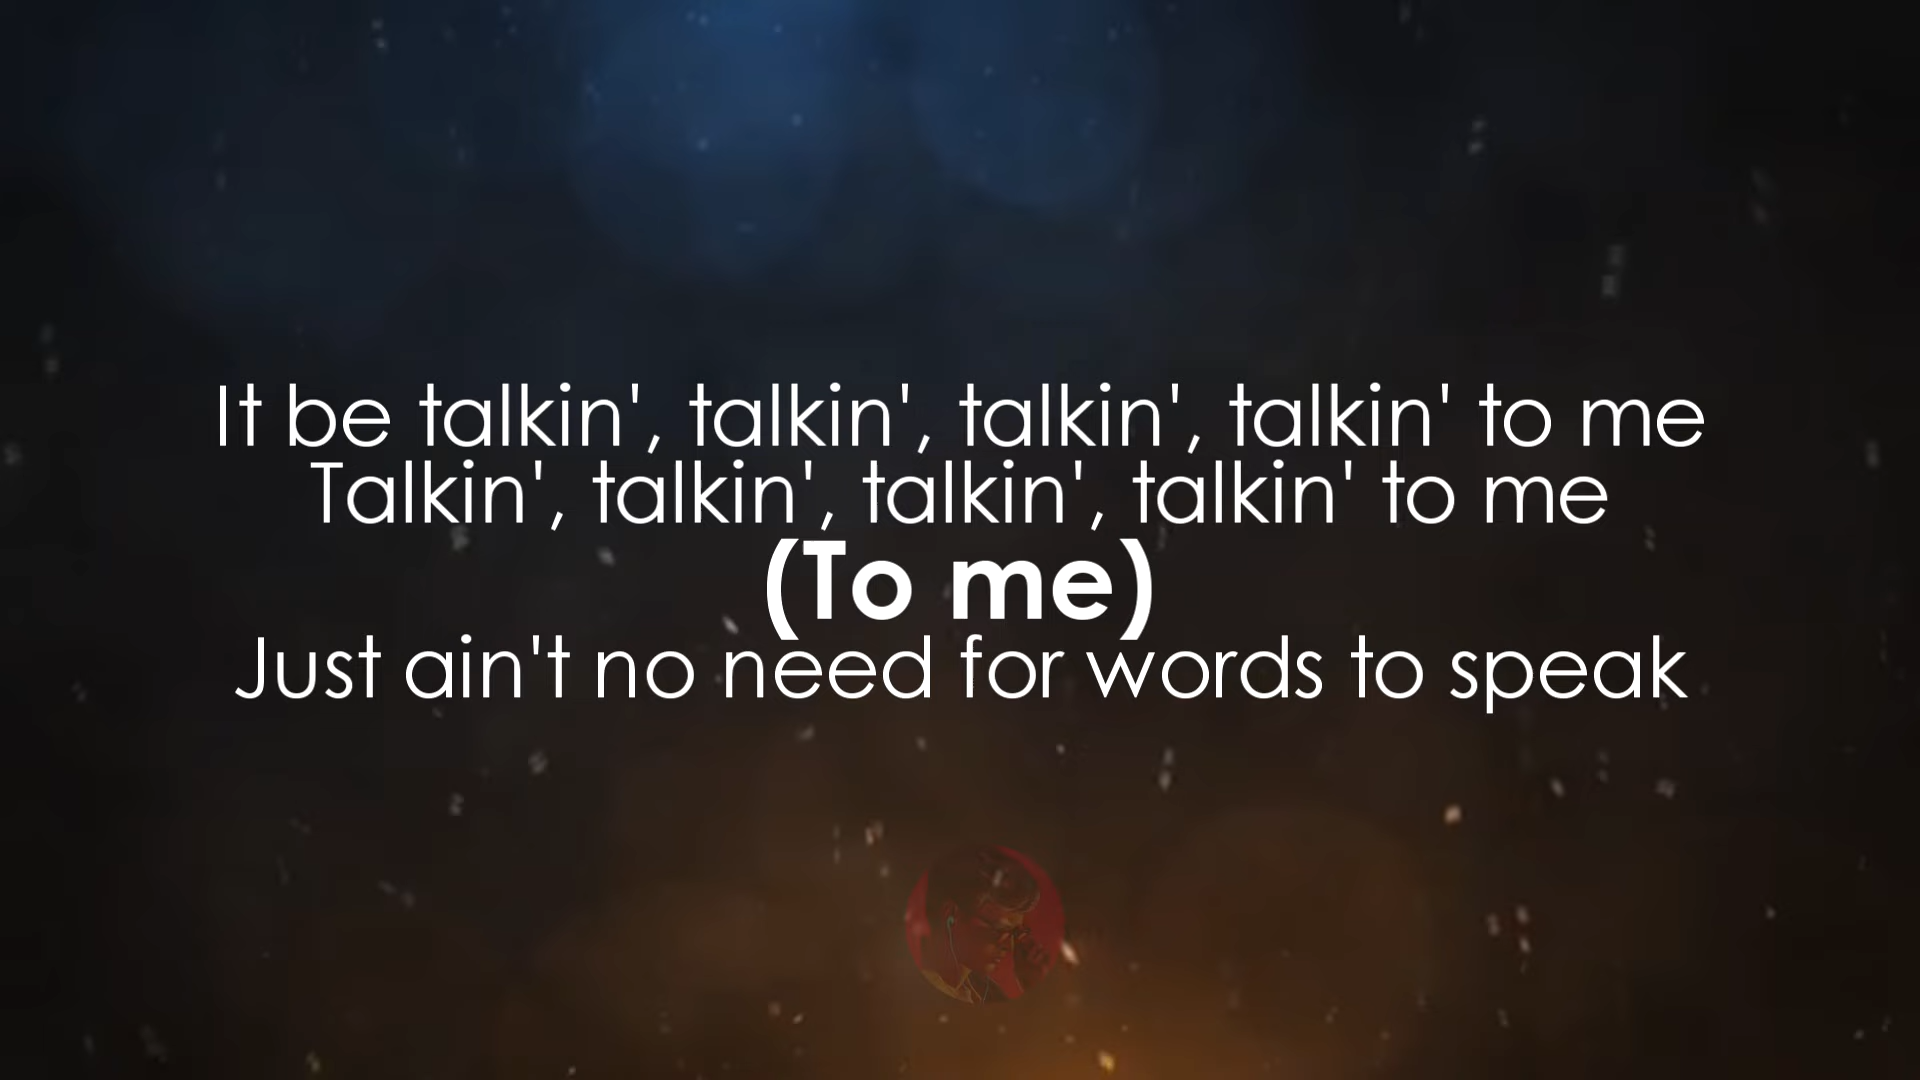 It be talkin', talkin', talkin', talkin' to me
Talkin', talkin', talkin', talkin' to me
(To me)
Just ain't no need for words to speak